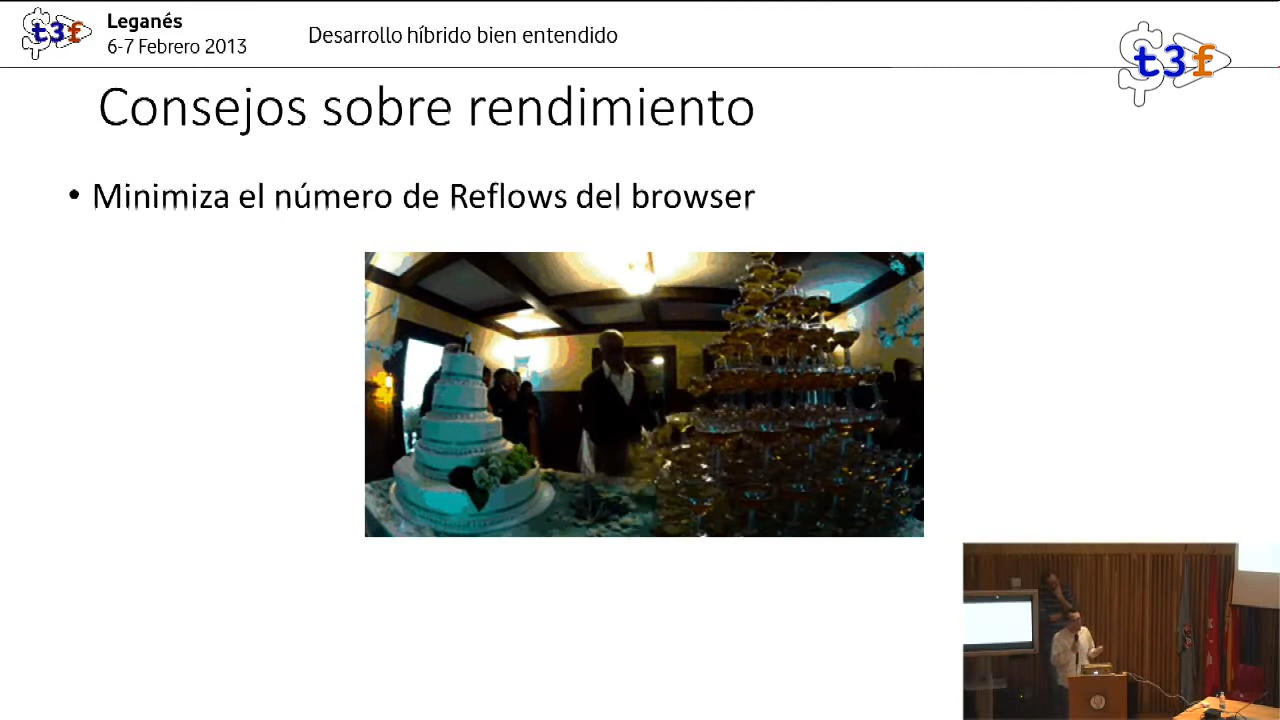 t3f
Leganés
6-7 Febrero 2013
Desarrollo híbrido bien entendido
t3f
Consejos sobre rendimiento
• Minimiza el número de Reflows del browser